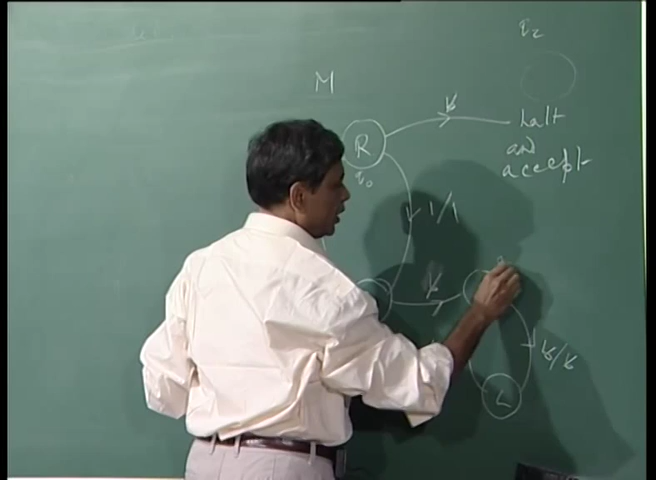 q₂
M
ƀ
R
halt
and
accept
q₀
1/1
ƀ
ƀ/ƀ
L